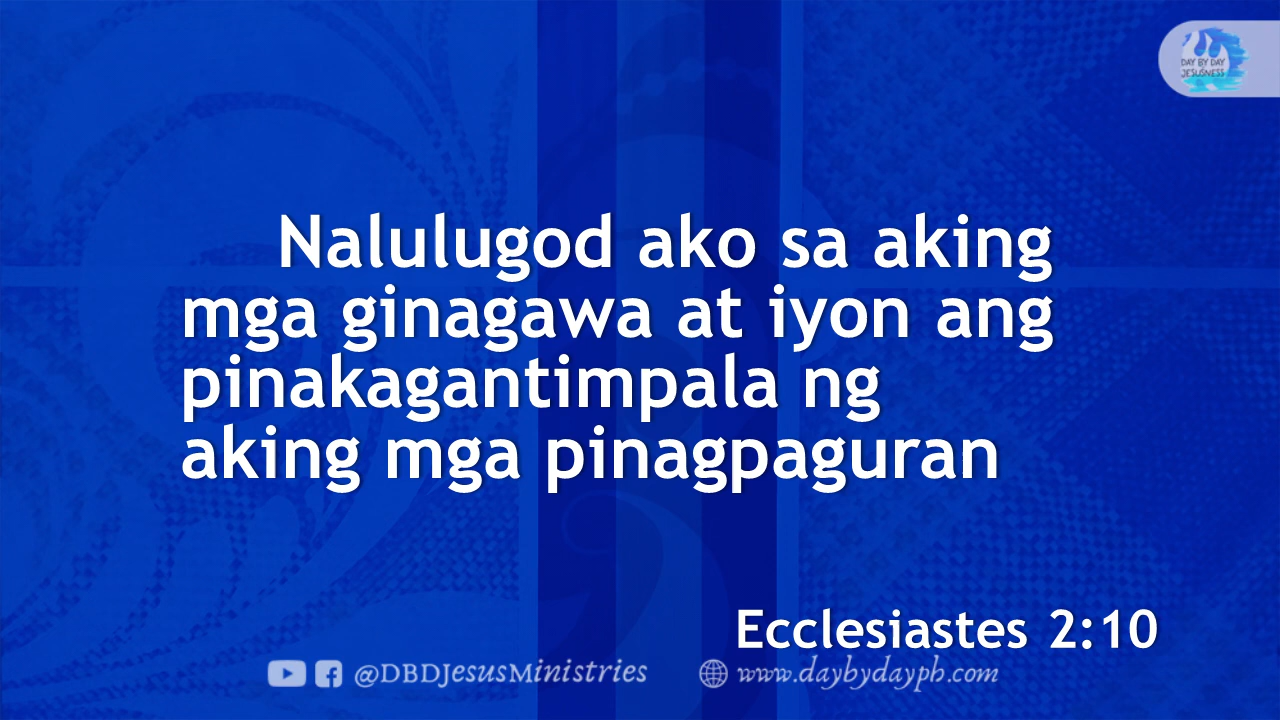 DAY BY DAY
JESUSNESS
Nalulugod ako sa aking
mga ginagawa at iyon ang
pinakagantimpala ng
aking mga pinagpaguran
Ecclesiastes 2:10
@DBDJesusMinistries
www.daybydayph.com